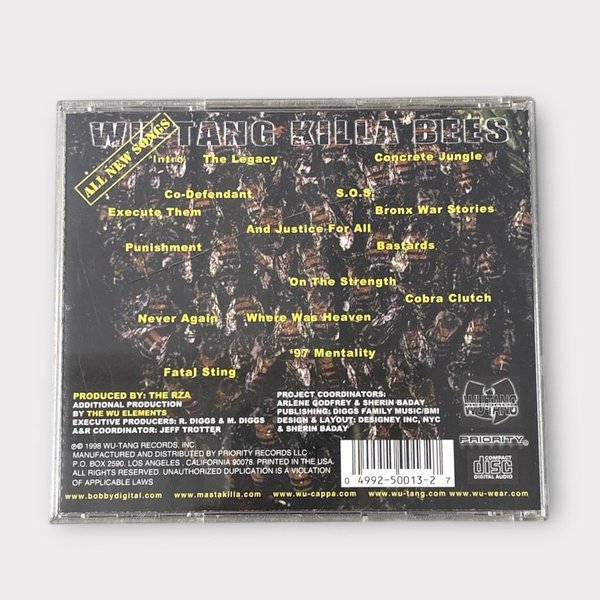 WU-TANG KILLA BEES
ALL NEW SONGS
Intro The Legacy Concrete Jungle
Co-Defendant S.O.S.
Execute Them Bronx War Stories
And Justice For All
Punishment Bastards
On The Strength
Cobra Clutch
Never Again Where Was Heaven
'97 Mentality
Fatal Sting
PRODUCED BY: THE RZA
ADDITIONAL PRODUCTION
BY THE WU ELEMENTS
EXECUTIVE PRODUCERS: R. DIGGS & M. DIGGS
A&R COORDINATOR: JEFF TROTTER
PROJECT COORDINATORS:
ARLENE GODFREY & SHERIN BADAY
PUBLISHING: DIGGS FAMILY MUSIC/BMI
DESIGN & LAYOUT: DESIGNEY INC, NYC
& SHERIN BADAY
WU-TANG
PRIORITY
COMPACT
disc
DIGITAL AUDIO
℗ © 1998 WU-TANG RECORDS, INC.
MANUFACTURED AND DISTRIBUTED BY PRIORITY RECORDS LLC
P.O. BOX 2590, LOS ANGELES , CALIFORNIA 90078. PRINTED IN THE USA.
ALL RIGHTS RESERVED. UNAUTHORIZED DUPLICATION IS A VIOLATION
OF APPLICABLE LAWS
0 4992-50013-2 7
www.bobbydigital.com www.mastakilla.com www.wu-cappa.com www.wu-tang.com www.wu-wear.com